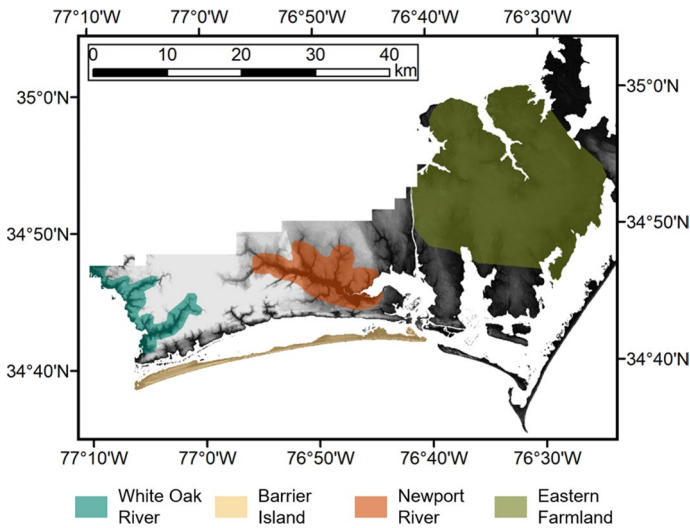 77°10'W 77°0'W 76°50'W 76°40'W 76°30'W
0 10 20 30 40
km
35°0'N 35°0'N
34°50'N 34°50'N
34°40'N 34°40'N
77°10'W 77°0'W 76°50'W 76°40'W 76°30'W
White Oak River
Barrier Island
Newport River
Eastern Farmland